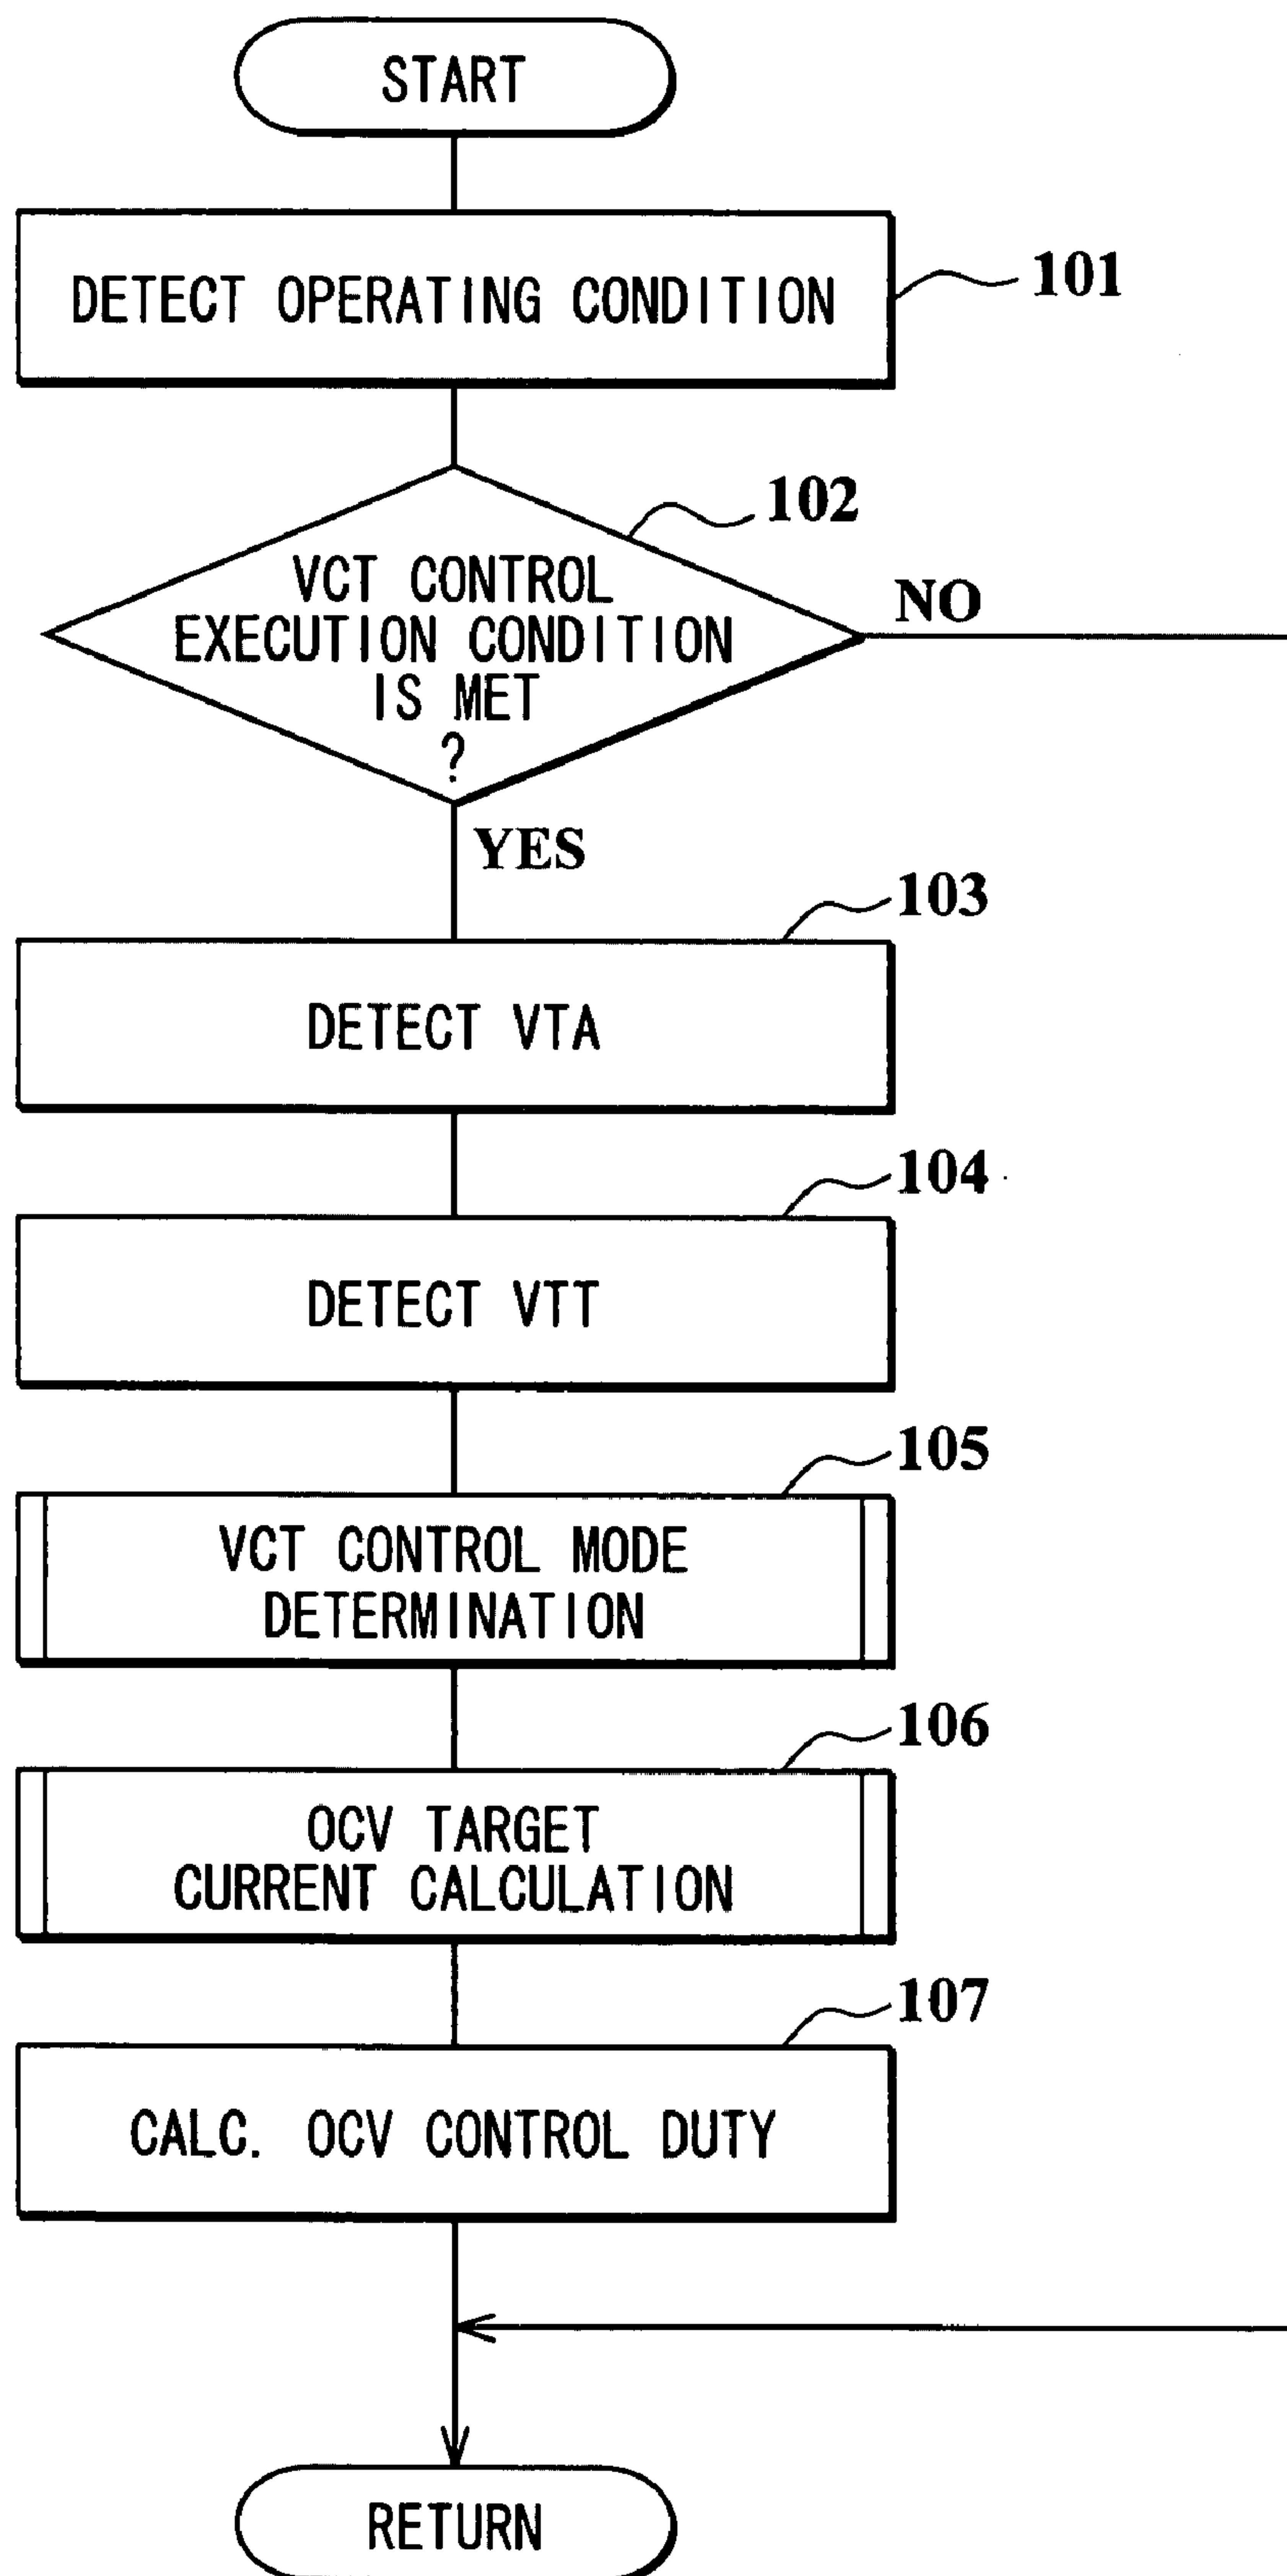 START
DETECT OPERATING CONDITION
101
102
VCT CONTROL
EXECUTION CONDITION
IS MET
?
NO
YES
103
DETECT VTA
104
DETECT VTT
105
VCT CONTROL MODE
DETERMINATION
106
OCV TARGET
CURRENT CALCULATION
107
CALC. OCV CONTROL DUTY
RETURN